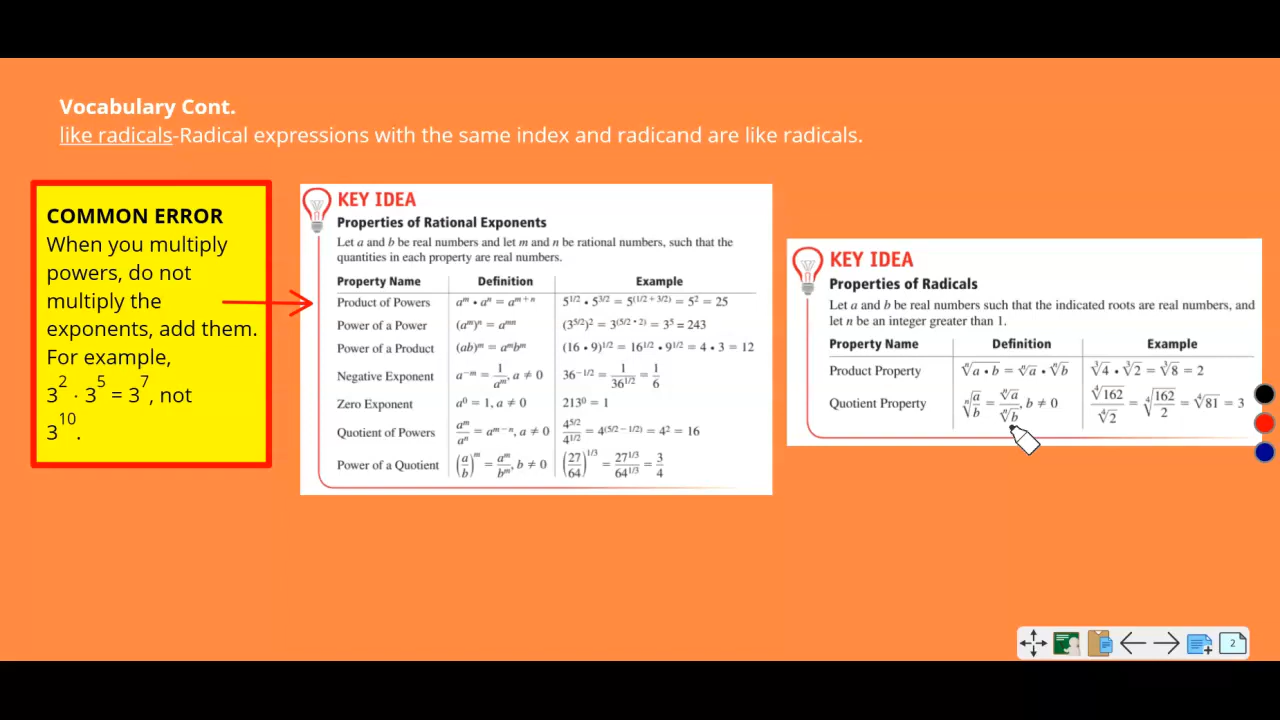 Vocabulary Cont.
like radicals-Radical expressions with the same index and radicand are like radicals.
COMMON ERROR
When you multiply
powers, do not
multiply the
exponents, add them.
For example,
3² · 3⁵ = 3⁷, not
3¹⁰.
KEY IDEA
Properties of Rational Exponents
Let a and b be real numbers and let m and n be rational numbers, such that the
quantities in each property are real numbers.
Property Name Definition Example
Product of Powers aᵐ • aⁿ = aᵐ⁺ⁿ 5^1/2 • 5^3/2 = 5^(1/2 + 3/2) = 5² = 25
Power of a Power (aᵐ)ⁿ = aᵐⁿ (3^5/2)² = 3^(5/2 • 2) = 3⁵ = 243
Power of a Product (ab)ᵐ = aᵐbᵐ (16 • 9)^1/2 = 16^1/2 • 9^1/2 = 4 • 3 = 12
Negative Exponent a⁻ᵐ = 1/aᵐ, a ≠ 0 36^−1/2 = 1/36^1/2 = 1/6
Zero Exponent a⁰ = 1, a ≠ 0 213⁰ = 1
Quotient of Powers aᵐ/aⁿ = aᵐ⁻ⁿ, a ≠ 0 4^5/2/4^1/2 = 4^(5/2 − 1/2) = 4² = 16
Power of a Quotient (a/b)ᵐ = aᵐ/bᵐ, b ≠ 0 (27/64)^1/3 = 27^1/3/64^1/3 = 3/4
KEY IDEA
Properties of Radicals
Let a and b be real numbers such that the indicated roots are real numbers, and
let n be an integer greater than 1.
Property Name Definition Example
Product Property ⁿ√a • b = ⁿ√a • ⁿ√b ³√4 • ³√2 = ³√8 = 2
Quotient Property ⁿ√a/b = ⁿ√a/ⁿ√b, b ≠ 0 ⁴√162/⁴√2 = ⁴√162/2 = ⁴√81 = 3
2